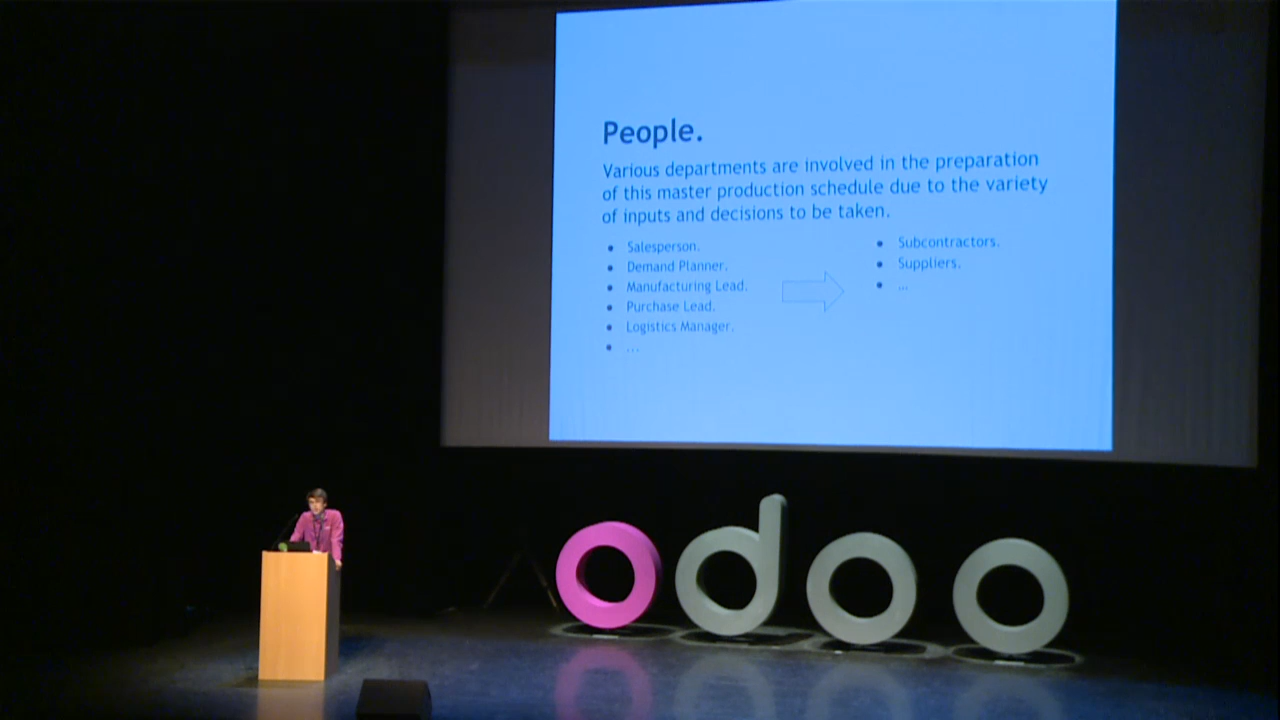 People.
Various departments are involved in the preparation
of this master production schedule due to the variety
of inputs and decisions to be taken.
Salesperson.
Demand Planner.
Manufacturing Lead.
Purchase Lead.
Logistics Manager.
...
Subcontractors.
Suppliers.
...
odoo